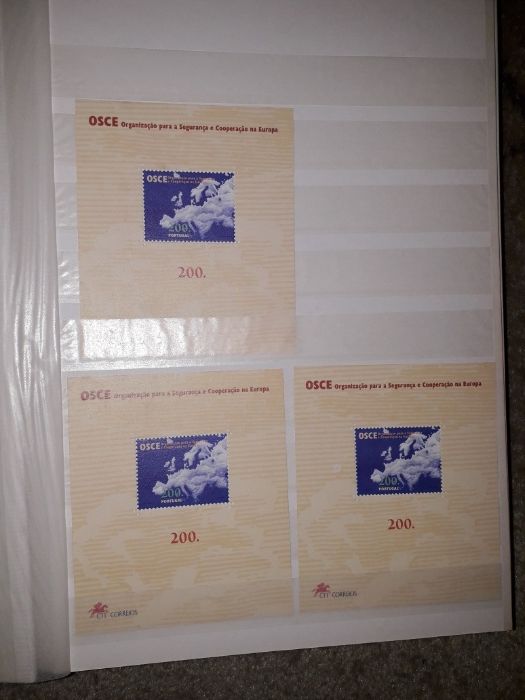 OSCE Organização para a Segurança e Cooperação na Europa
OSCE
200.
PORTUGAL
200.
OSCE Organização para a Segurança e Cooperação na Europa
OSCE
200.
PORTUGAL
200.
CTT CORREIOS
OSCE Organização para a Segurança e Cooperação na Europa
OSCE
200.
PORTUGAL
200.
CTT CORREIOS